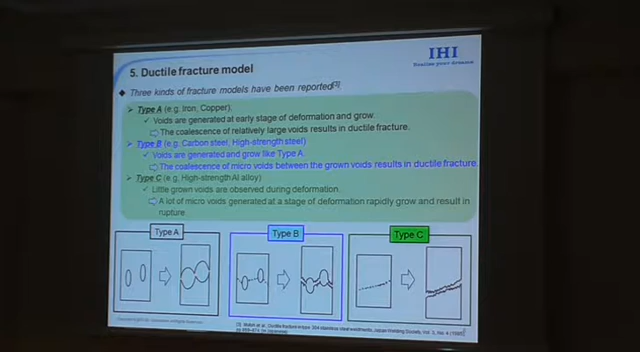 IHI
Realize your dreams
5. Ductile fracture model
◆ Three kinds of fracture models have been reported[3]
➢ Type A (e.g. Iron, Copper).
✓ Voids are generated at early stage of deformation and grow.
⇨ The coalescence of relatively large voids results in ductile fracture.
➢ Type B (e.g. Carbon steel, High-strength steel)
✓ Voids are generated and grow like Type A.
⇨ The coalescence of micro voids between the grown voids results in ductile fracture.
➢ Type C (e.g. High-strength Al alloy)
✓ Little grown voids are observed during deformation.
⇨ A lot of micro voids generated at a stage of deformation rapidly grow and result in
rupture
Type A
Type B
Type C